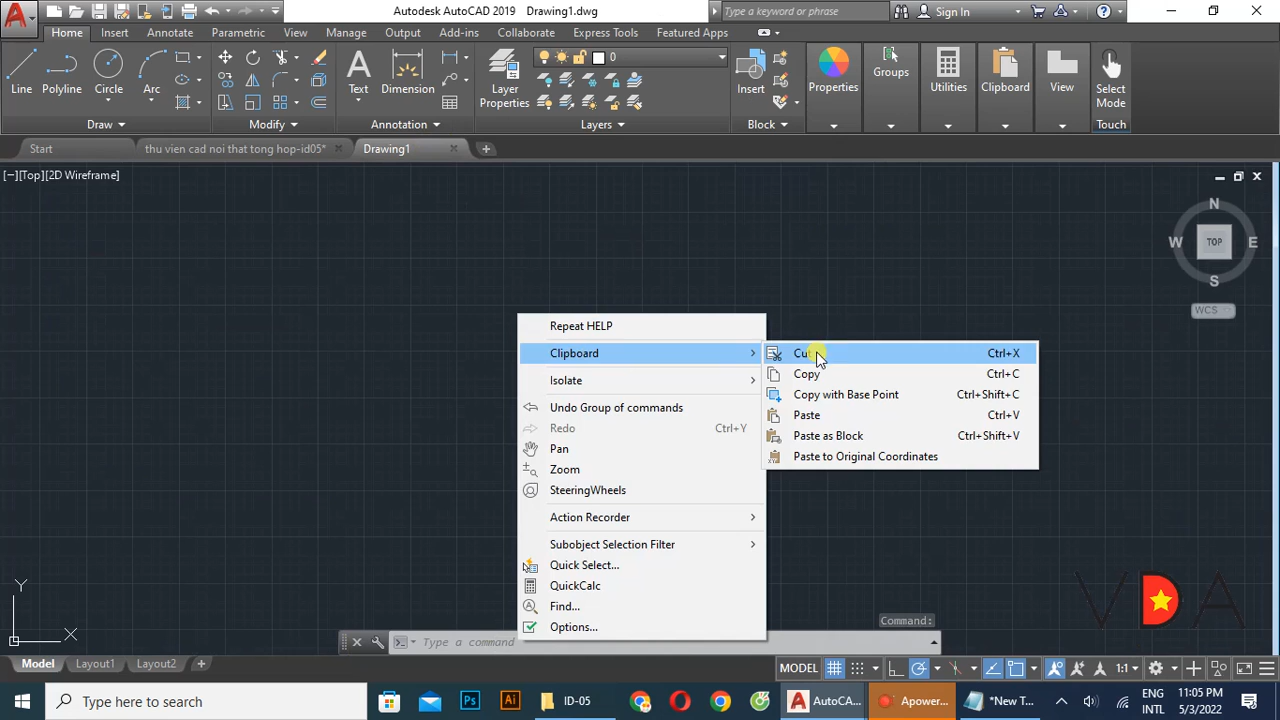 Autodesk AutoCAD 2019 Drawing1.dwg
Type a keyword or phrase
Sign In
Home Insert Annotate Parametric View Manage Output Add-ins Collaborate Express Tools Featured Apps
0
Line Polyline Circle Arc
Text Dimension
Layer
Properties
Insert
Properties Groups Utilities Clipboard View
Select
Mode
Draw Modify Annotation Layers Block Touch
Start thu vien cad noi that tong hop-id05* Drawing1
[−][Top][2D Wireframe]
N
W TOP E
S
WCS
Repeat HELP
Clipboard
Isolate
Undo Group of commands
Redo Ctrl+Y
Pan
Zoom
SteeringWheels
Action Recorder
Subobject Selection Filter
Quick Select...
QuickCalc
Find...
Options...
Cut Ctrl+X
Copy Ctrl+C
Copy with Base Point Ctrl+Shift+C
Paste Ctrl+V
Paste as Block Ctrl+Shift+V
Paste to Original Coordinates
Y
X
VDA
Command:
Type a command
Model Layout1 Layout2
MODEL 1:1
Type here to search
Ps Ai ID-05 AutoCA... Apower... *New T...
ENG
INTL
11:05 PM
5/3/2022